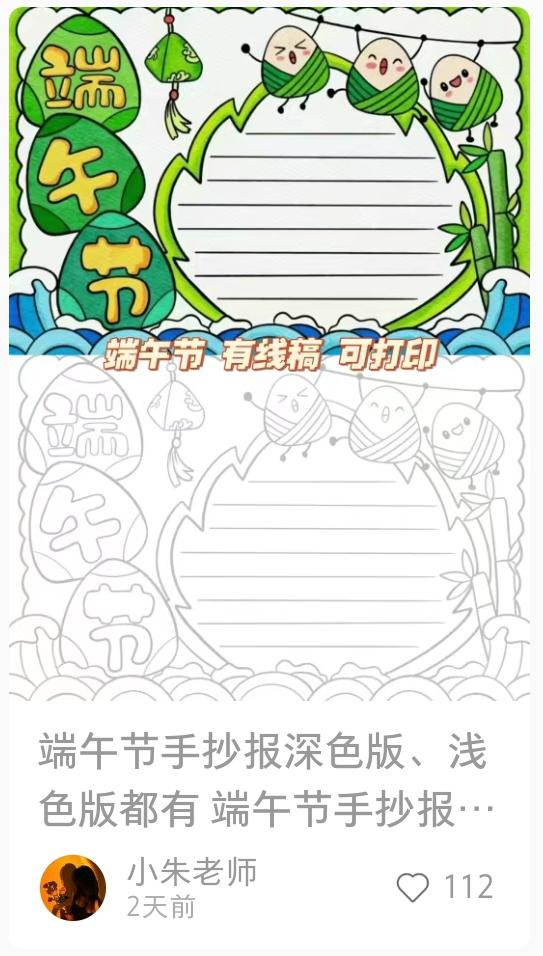 端
午
节
端午节 有线稿 可打印
端
午
节
端午节手抄报深色版、浅
色版都有 端午节手抄报…
小朱老师
2天前
112